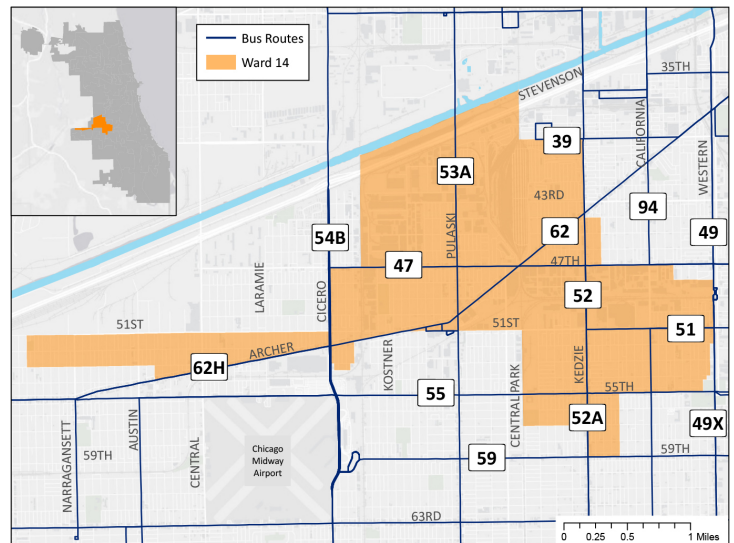 Bus Routes
Ward 14
STEVENSON
35TH
39
CALIFORNIA
WESTERN
53A
43RD
94
PULASKI
62
49
54B
47
47TH
LARAMIE
CICERO
52
51ST
51ST
51
ARCHER
62H
KOSTNER
CENTRAL PARK
KEDZIE
55
55TH
NARRAGANSETT
AUSTIN
CENTRAL
52A
49X
59TH
Chicago
Midway
Airport
59
59TH
63RD
0 0.25 0.5 1 Miles